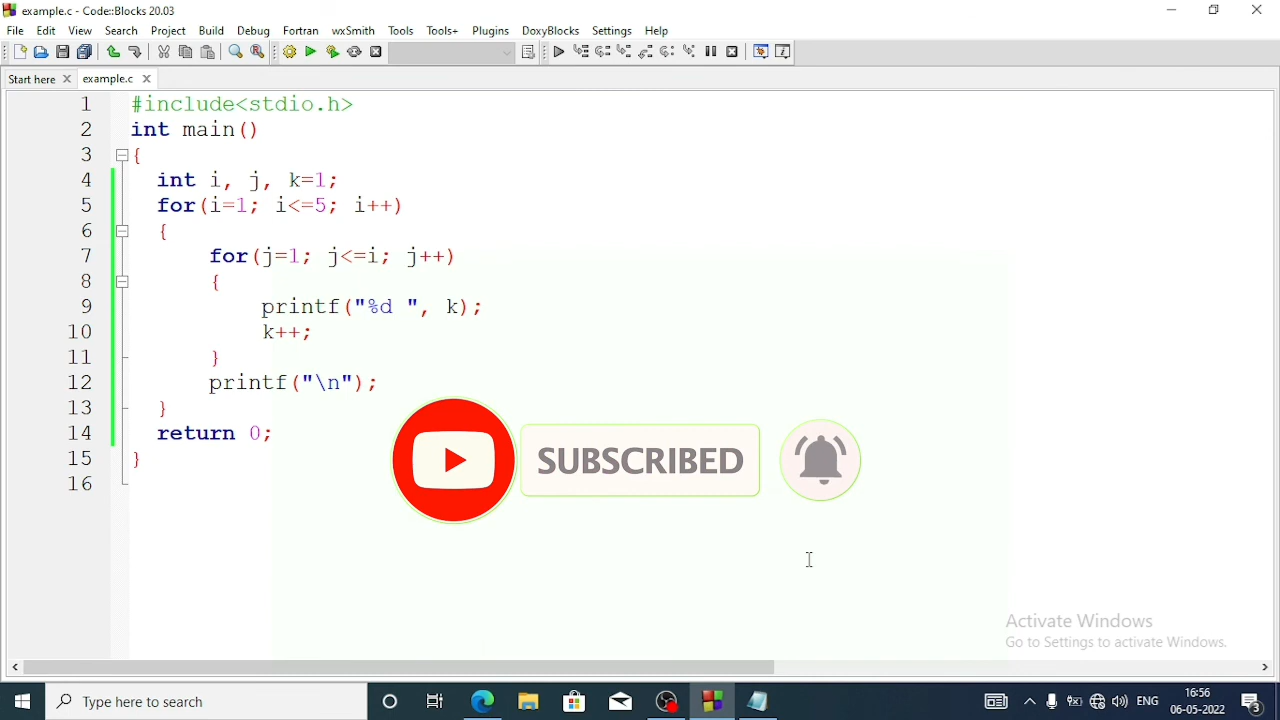 example.c - Code::Blocks 20.03
File Edit View Search Project Build Debug Fortran wxSmith Tools Tools+ Plugins DoxyBlocks Settings Help
Start here example.c
1 #include<stdio.h>
2 int main()
3 {
4 int i, j, k=1;
5 for(i=1; i<=5; i++)
6 {
7 for(j=1; j<=i; j++)
8 {
9 printf("%d ", k);
10 k++;
11 }
12 printf("\n");
13 }
14 return 0;
15 }
16
SUBSCRIBED
Activate Windows
Go to Settings to activate Windows.
Type here to search
ENG
16:56
06-05-2022
3